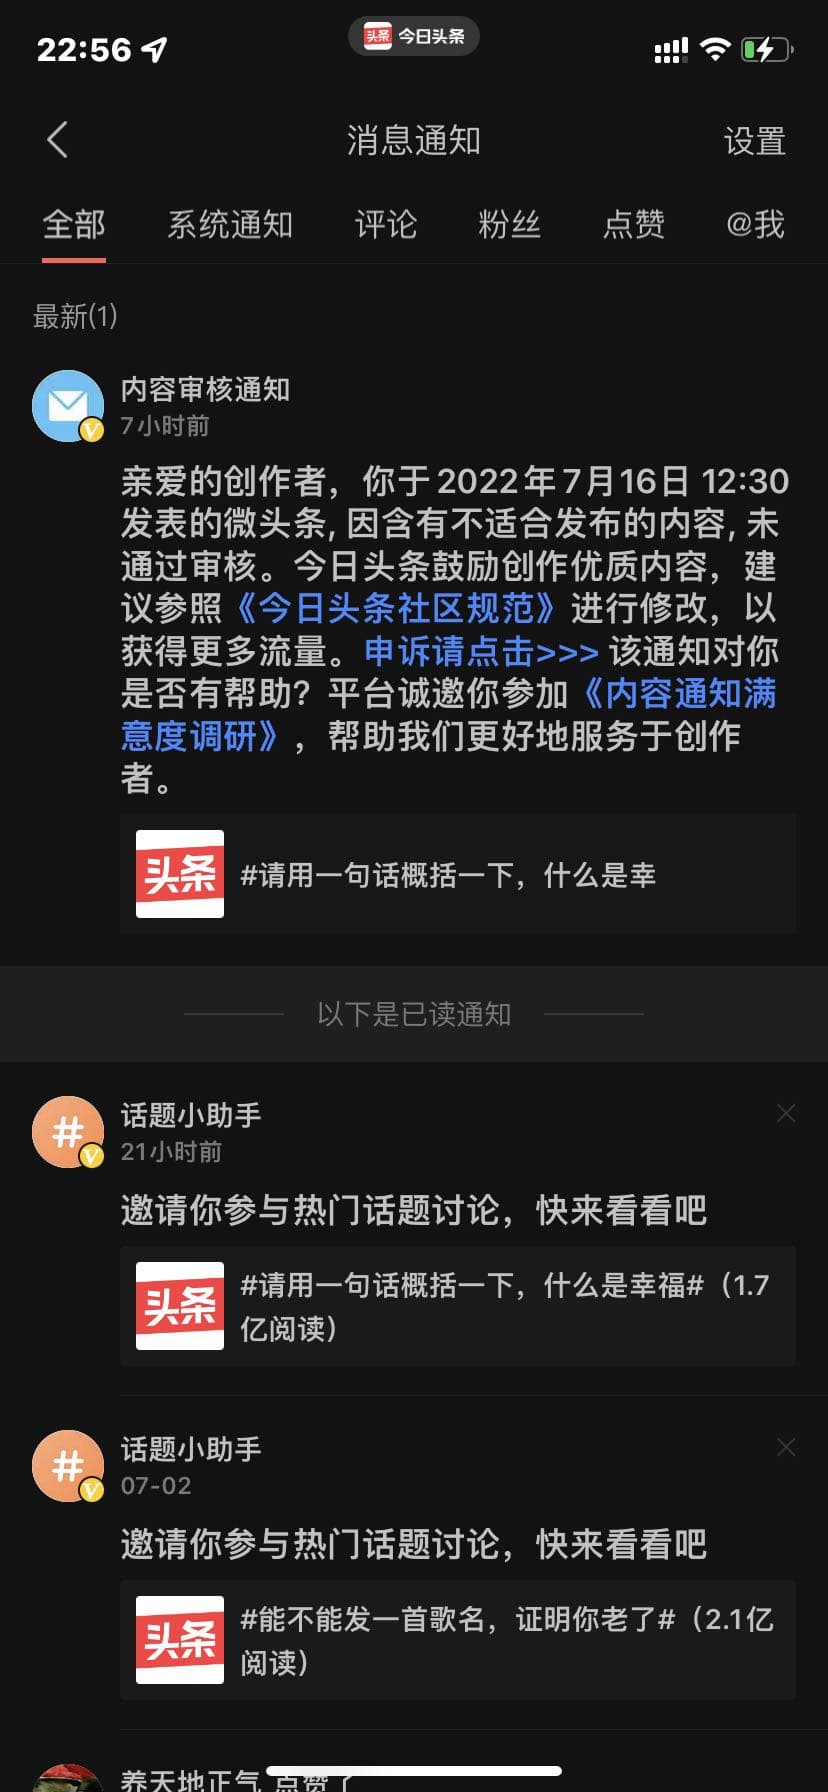 22:56
头条 今日头条
消息通知
设置
全部 系统通知 评论 粉丝 点赞 @我
最新(1)
内容审核通知
7小时前
亲爱的创作者，你于2022年7月16日 12:30
发表的微头条, 因含有不适合发布的内容, 未
通过审核。今日头条鼓励创作优质内容，建
议参照《今日头条社区规范》进行修改，以
获得更多流量。申诉请点击>>> 该通知对你
是否有帮助？平台诚邀你参加《内容通知满
意度调研》，帮助我们更好地服务于创作
者。
头条
#请用一句话概括一下，什么是幸
以下是已读通知
话题小助手
21小时前
邀请你参与热门话题讨论，快来看看吧
头条
#请用一句话概括一下，什么是幸福#（1.7
亿阅读）
话题小助手
07-02
邀请你参与热门话题讨论，快来看看吧
头条
#能不能发一首歌名，证明你老了#（2.1亿
阅读）
养天地正气 点赞了